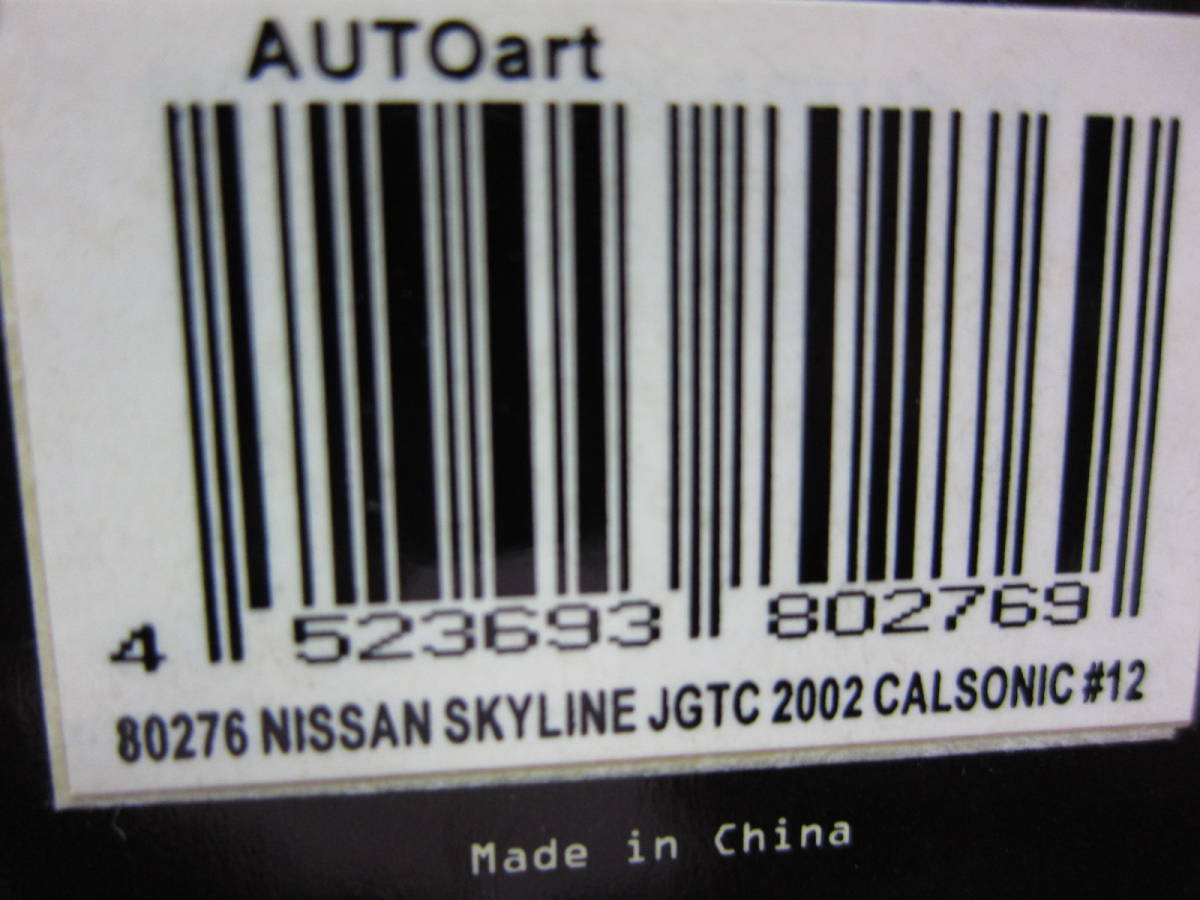 AUTOart
4 523693 802769
80276 NISSAN SKYLINE JGTC 2002 CALSONIC #12
Made in China